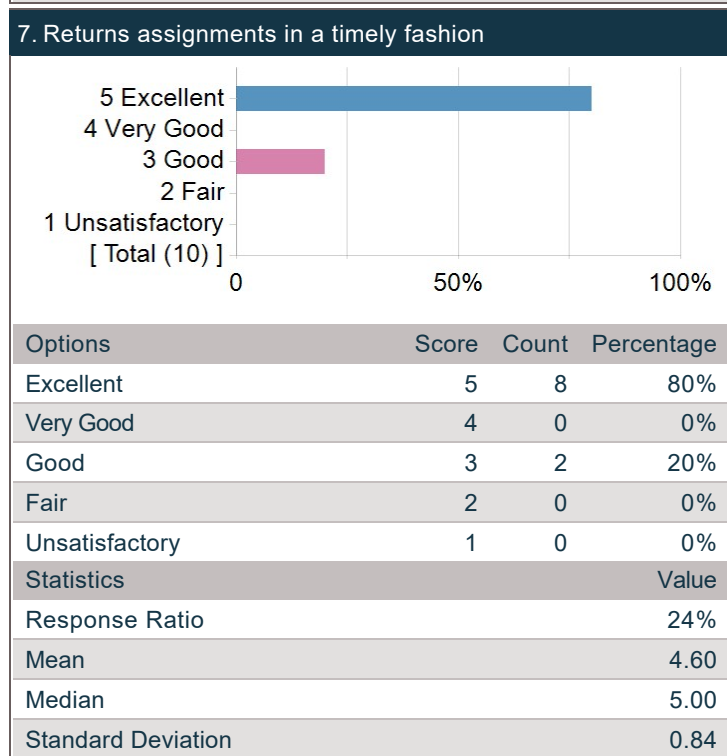 7. Returns assignments in a timely fashion
5 Excellent
4 Very Good
3 Good
2 Fair
1 Unsatisfactory
[ Total (10) ]
0 50% 100%
Options Score Count Percentage
Excellent 5 8 80%
Very Good 4 0 0%
Good 3 2 20%
Fair 2 0 0%
Unsatisfactory 1 0 0%
Statistics Value
Response Ratio 24%
Mean 4.60
Median 5.00
Standard Deviation 0.84